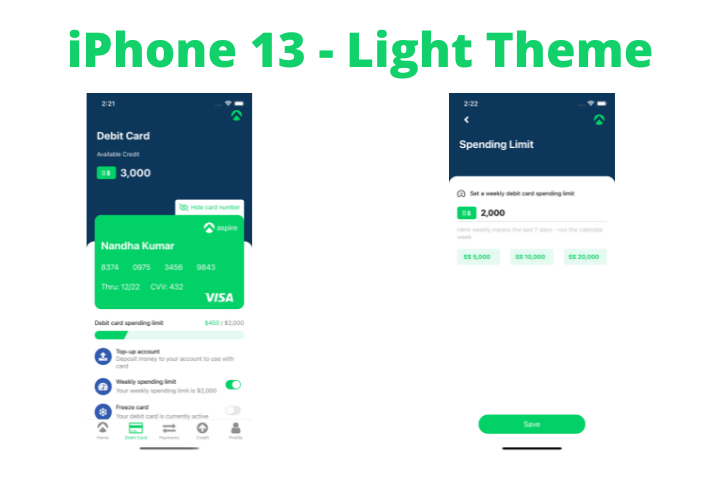 iPhone 13 - Light Theme
2:21
Debit Card
Available Credit
S$ 3,000
Hide card number
aspire
Nandha Kumar
8374 0975 3456 9843
Thru: 12/22 CVV: 432
VISA
Debit card spending limit $450 | $2,000
Top-up account
Deposit money to your account to use with
card
Weekly spending limit
Your weekly spending limit is $2,000
Freeze card
Your debit card is currently active
Home Debit Card Payments Credit Profile
2:22
Spending Limit
Set a weekly debit card spending limit
S$ 2,000
Here weekly means the last 7 days - not the calendar
week
S$ 5,000 S$ 10,000 S$ 20,000
Save